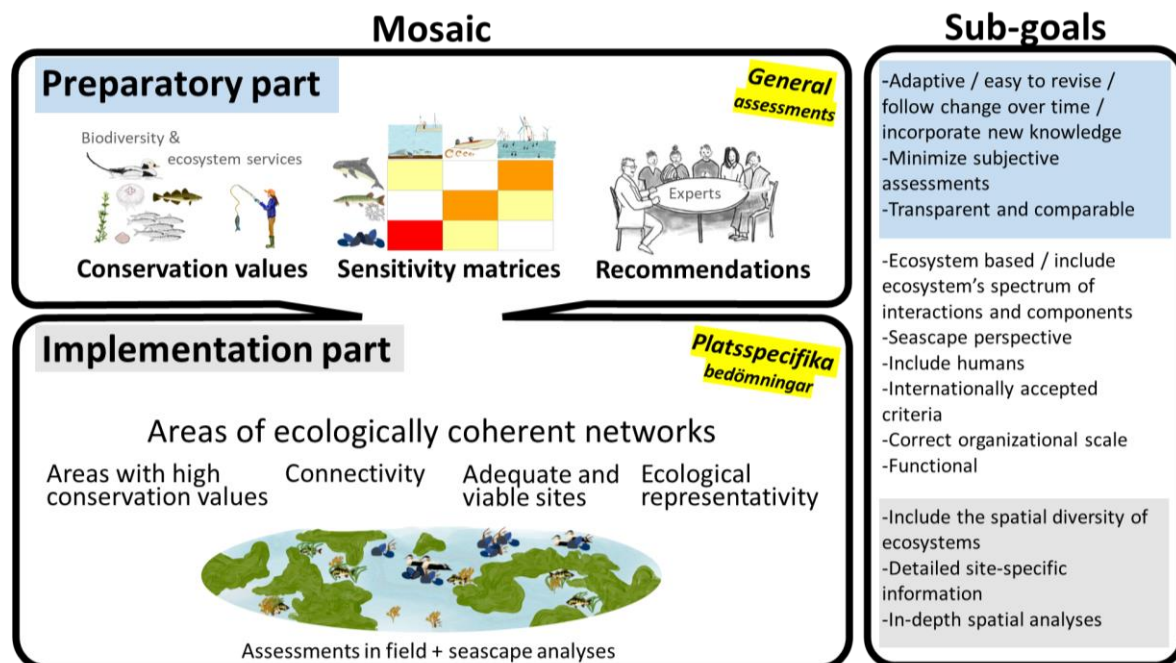 Mosaic
Preparatory part
General
assessments
Biodiversity &
ecosystem services
Experts
Conservation values
Sensitivity matrices
Recommendations
Implementation part
Platsspecifika
bedömningar
Areas of ecologically coherent networks
Areas with high
conservation values
Connectivity
Adequate and
viable sites
Ecological
representativity
Assessments in field + seascape analyses
Sub-goals
-Adaptive / easy to revise /
follow change over time /
incorporate new knowledge
-Minimize subjective
assessments
-Transparent and comparable
-Ecosystem based / include
ecosystem’s spectrum of
interactions and components
-Seascape perspective
-Include humans
-Internationally accepted
criteria
-Correct organizational scale
-Functional
-Include the spatial diversity of
ecosystems
-Detailed site-specific
information
-In-depth spatial analyses